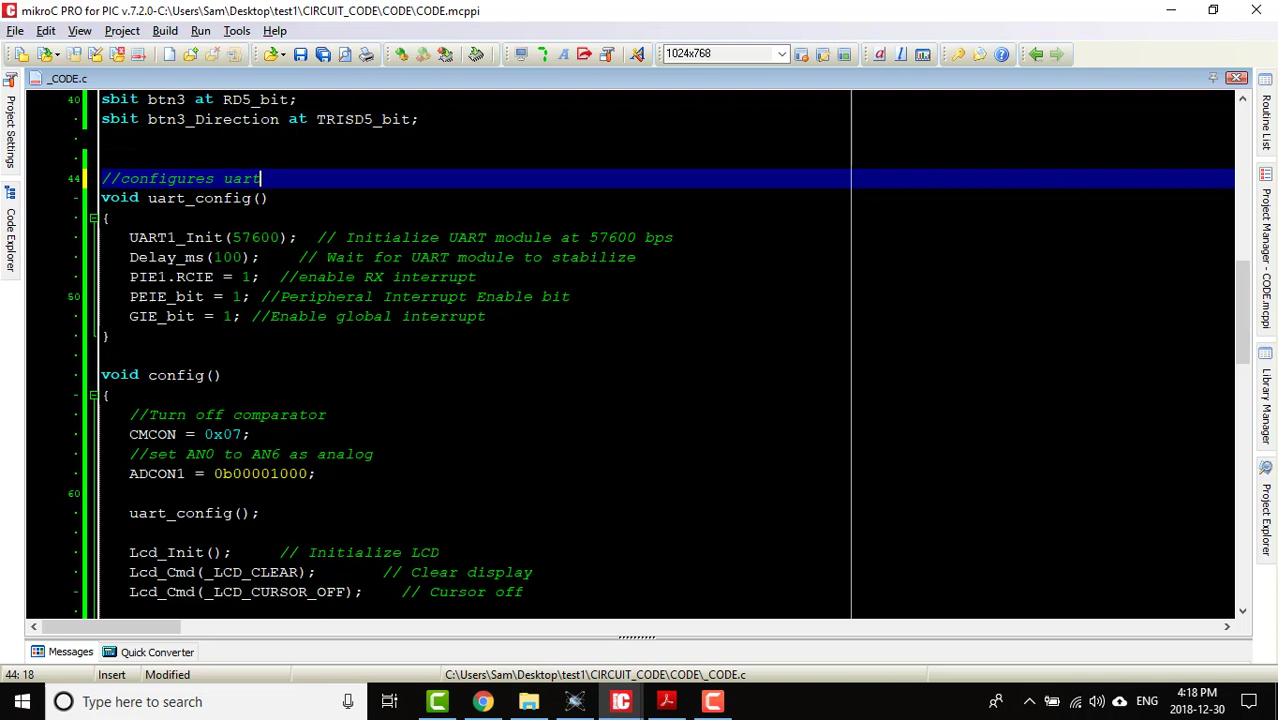 mikroC PRO for PIC v.7.2.0-C:\Users\Sam\Desktop\test1\CIRCUIT_CODE\CODE\CODE.mcppi
File Edit View Project Build Run Tools Help
1024x768
_CODE.c
40 sbit btn3 at RD5_bit;
sbit btn3_Direction at TRISD5_bit;
44 //configures uart
void uart_config()
{
UART1_Init(57600); // Initialize UART module at 57600 bps
Delay_ms(100); // Wait for UART module to stabilize
PIE1.RCIE = 1; //enable RX interrupt
50 PEIE_bit = 1; //Peripheral Interrupt Enable bit
GIE_bit = 1; //Enable global interrupt
}
void config()
{
//Turn off comparator
CMCON = 0x07;
//set AN0 to AN6 as analog
ADCON1 = 0b00001000;
60
uart_config();
Lcd_Init(); // Initialize LCD
Lcd_Cmd(_LCD_CLEAR); // Clear display
Lcd_Cmd(_LCD_CURSOR_OFF); // Cursor off
Project Settings
Code Explorer
Routine List
Project Manager - CODE.mcppi
Library Manager
Project Explorer
Messages Quick Converter
44: 18 Insert Modified C:\Users\Sam\Desktop\test1\CIRCUIT_CODE\CODE\_CODE.c
Type here to search
ENG
4:18 PM
2018-12-30